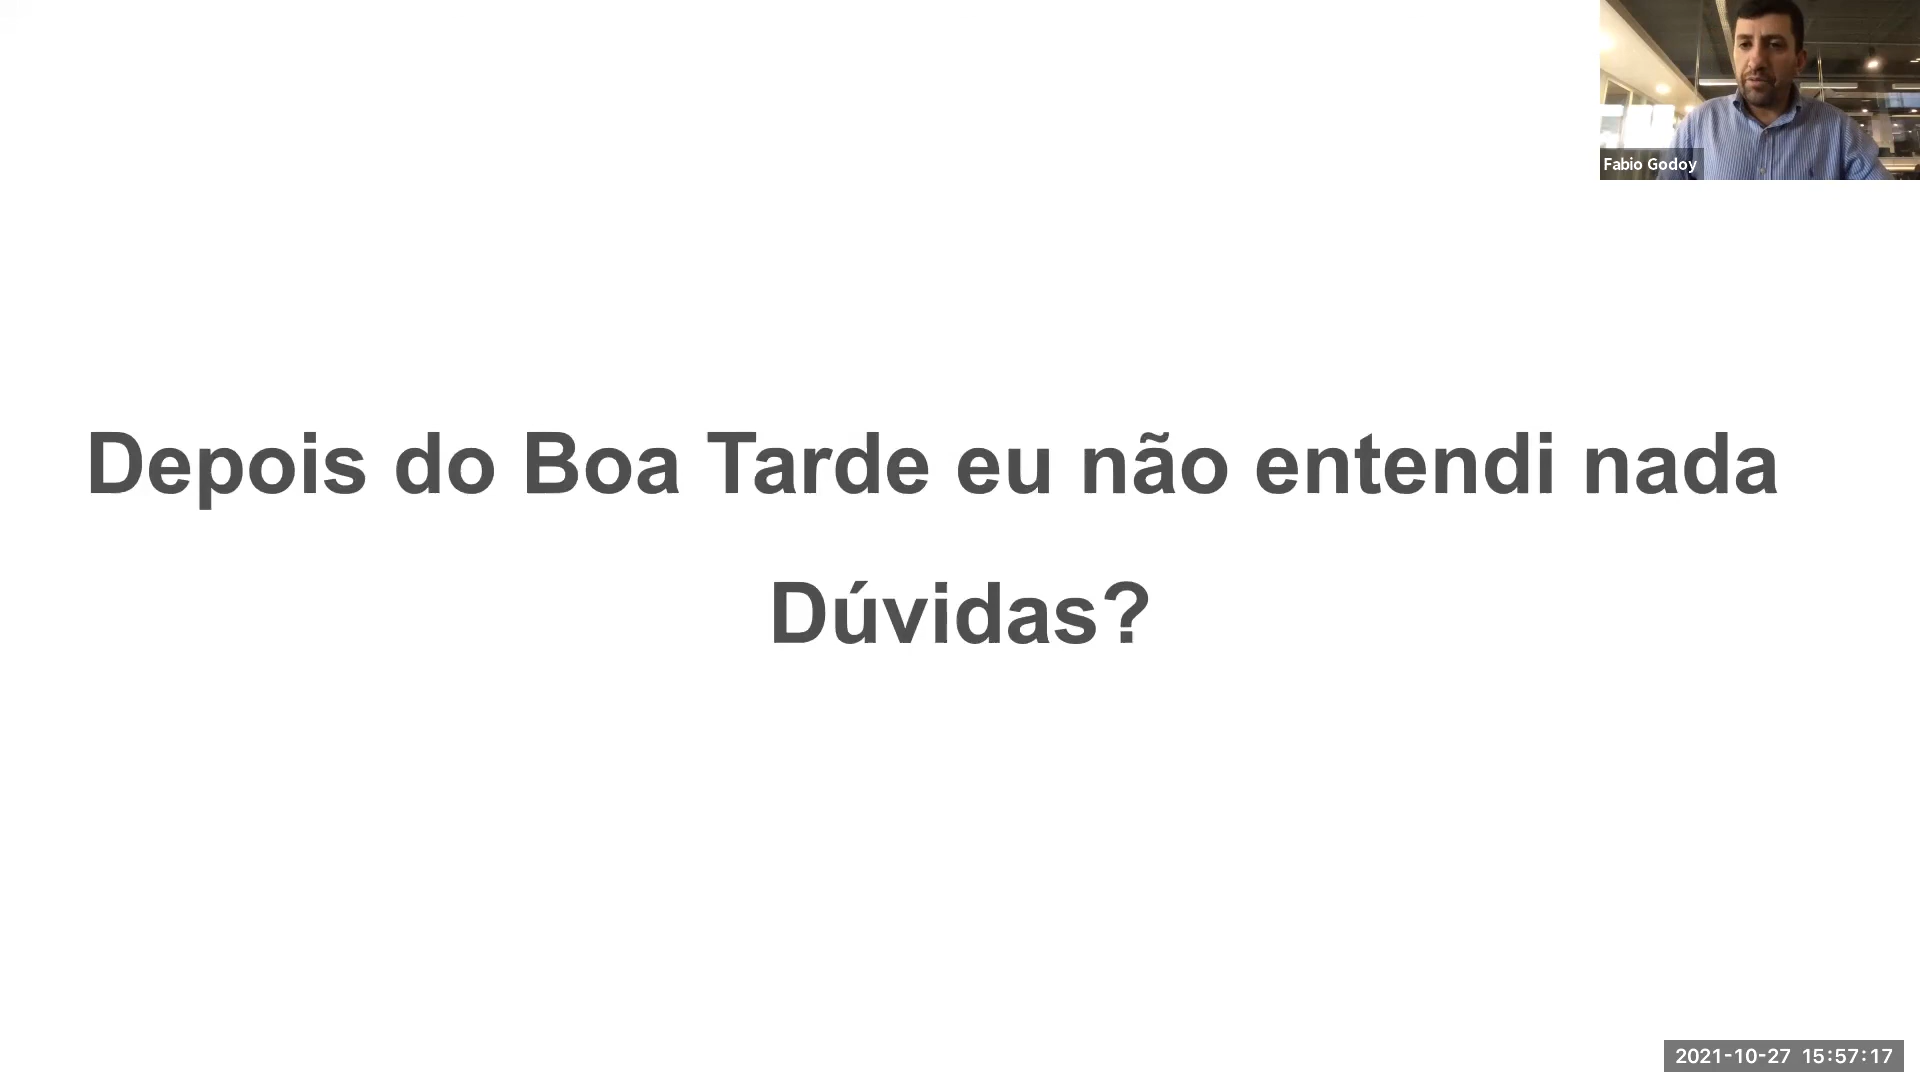 Fabio Godoy
Depois do Boa Tarde eu não entendi nada
Dúvidas?
2021-10-27 15:57:17